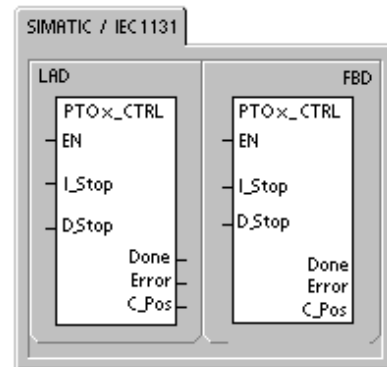 SIMATIC / IEC1131
LAD
PTOx_CTRL
EN
I_Stop
D_Stop
Done
Error
C_Pos
FBD
PTOx_CTRL
EN
I_Stop
D_Stop
Done
Error
C_Pos